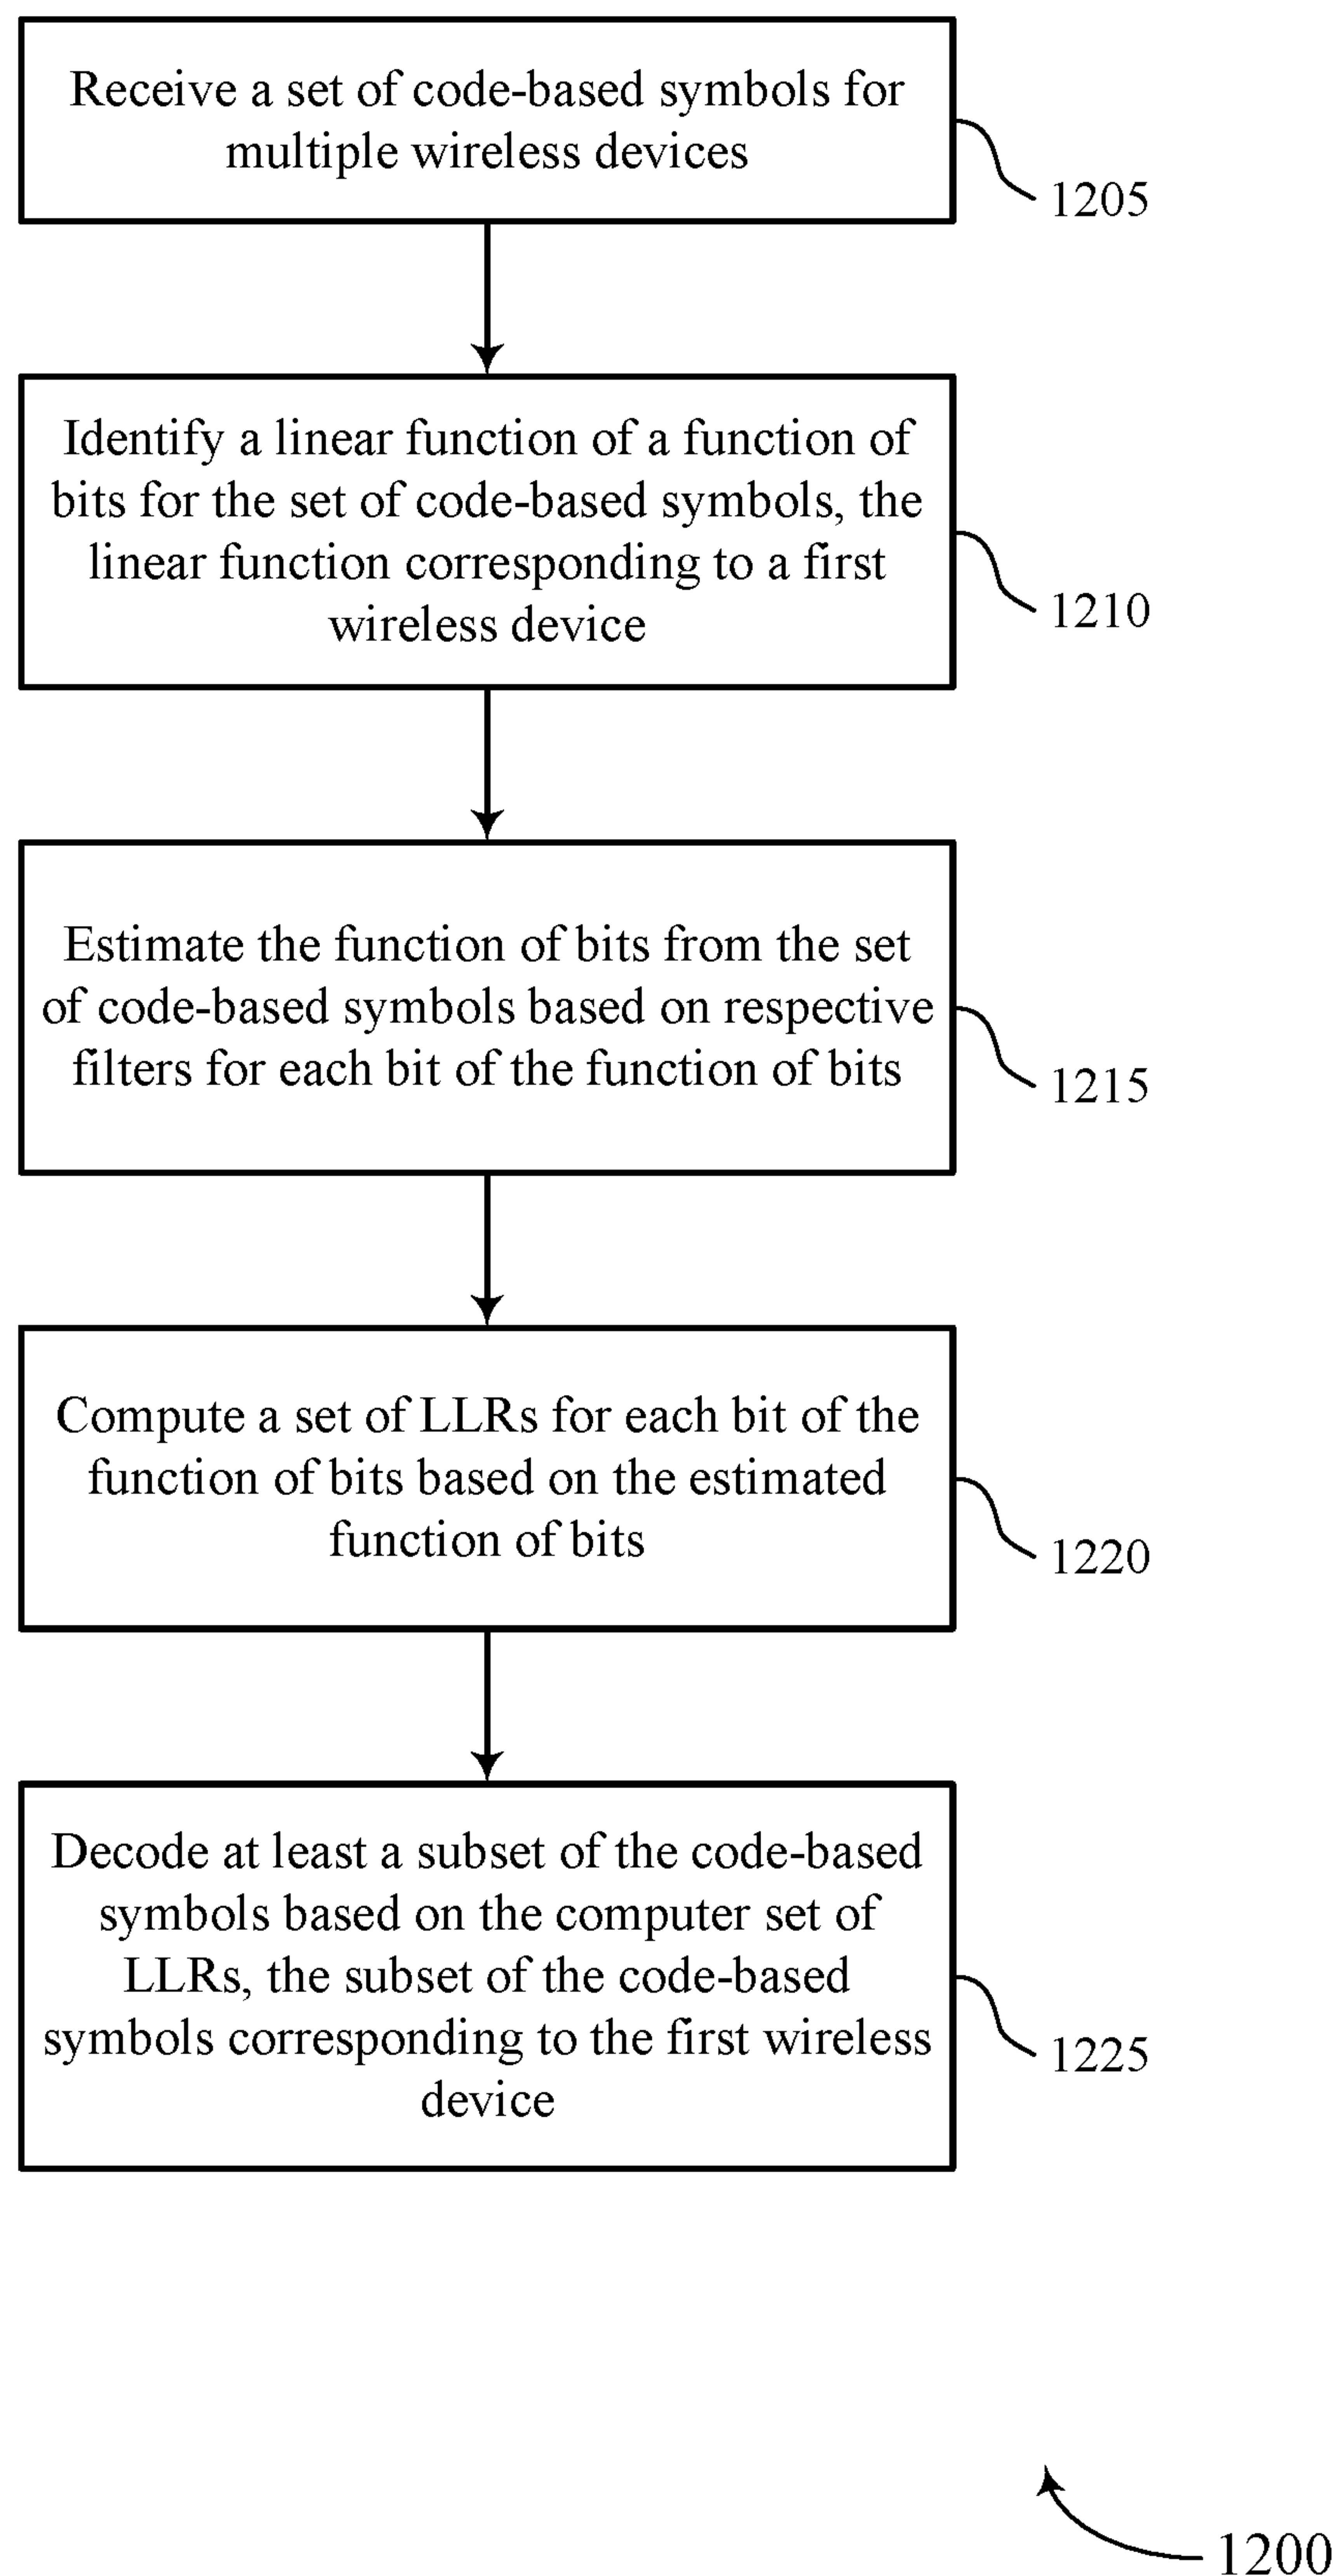 Receive a set of code-based symbols for
multiple wireless devices
1205
Identify a linear function of a function of
bits for the set of code-based symbols, the
linear function corresponding to a first
wireless device
1210
Estimate the function of bits from the set
of code-based symbols based on respective
filters for each bit of the function of bits
1215
Compute a set of LLRs for each bit of the
function of bits based on the estimated
function of bits
1220
Decode at least a subset of the code-based
symbols based on the computer set of
LLRs, the subset of the code-based
symbols corresponding to the first wireless
device
1225
1200